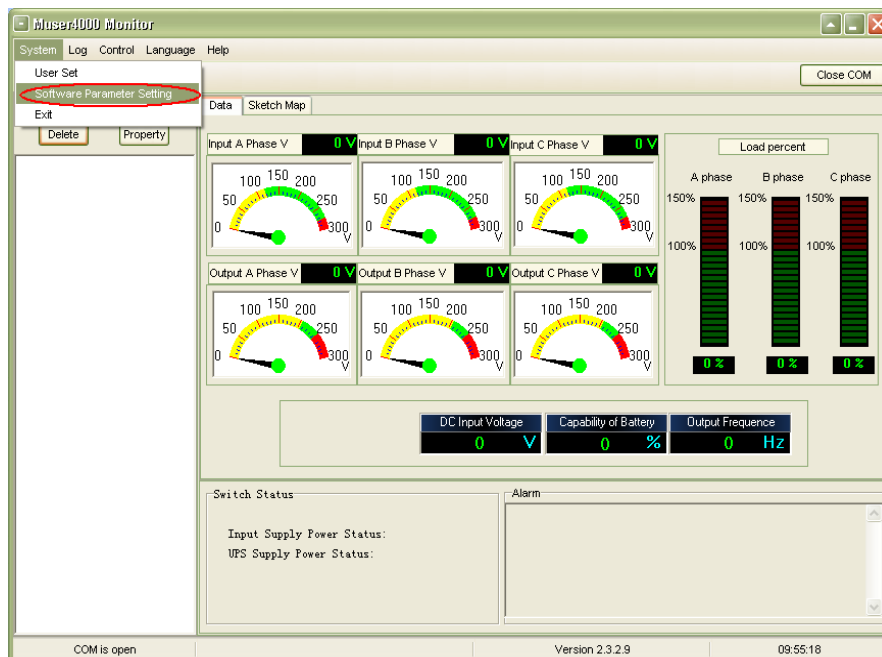 Muser4000 Monitor
System Log Control Language Help
User Set
Software Parameter Setting
Exit
Close COM
Delete Property
Data Sketch Map
Input A Phase V 0 V Input B Phase V 0 V Input C Phase V 0 V
0 50 100 150 200 250 300 V
0 50 100 150 200 250 300 V
0 50 100 150 200 250 300 V
Output A Phase V 0 V Output B Phase V 0 V Output C Phase V 0 V
0 50 100 150 200 250 300 V
0 50 100 150 200 250 300 V
0 50 100 150 200 250 300 V
Load percent
A phase B phase C phase
150% 150% 150%
100% 100% 100%
0 % 0 % 0 %
DC Input Voltage Capability of Battery Output Frequence
0 V 0 % 0 Hz
Switch Status
Input Supply Power Status:
UPS Supply Power Status:
Alarm
COM is open Version 2.3.2.9 09:55:18